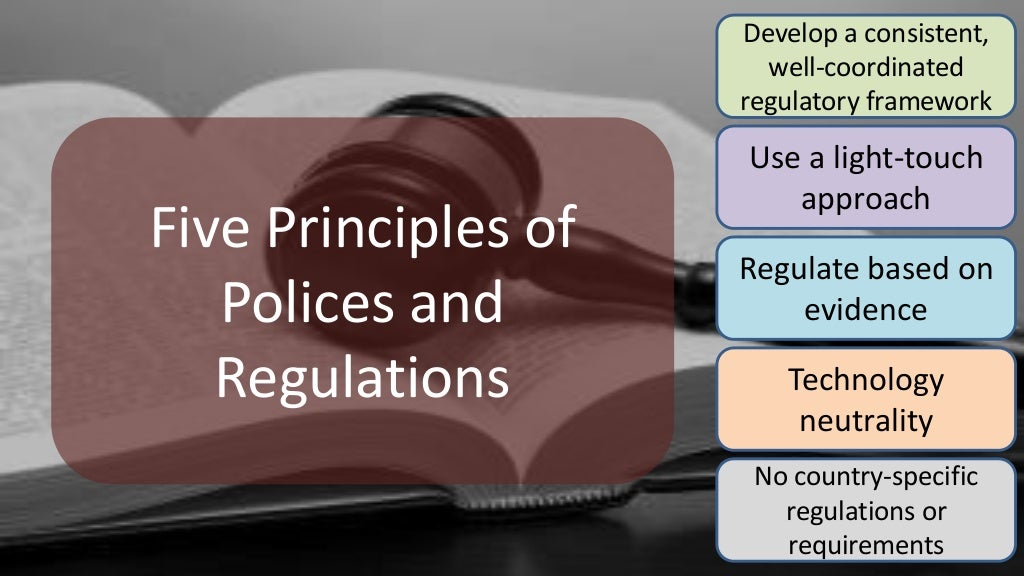 Five Principles of
Polices and
Regulations
Develop a consistent,
well-coordinated
regulatory framework
Use a light-touch
approach
Regulate based on
evidence
Technology
neutrality
No country-specific
regulations or
requirements